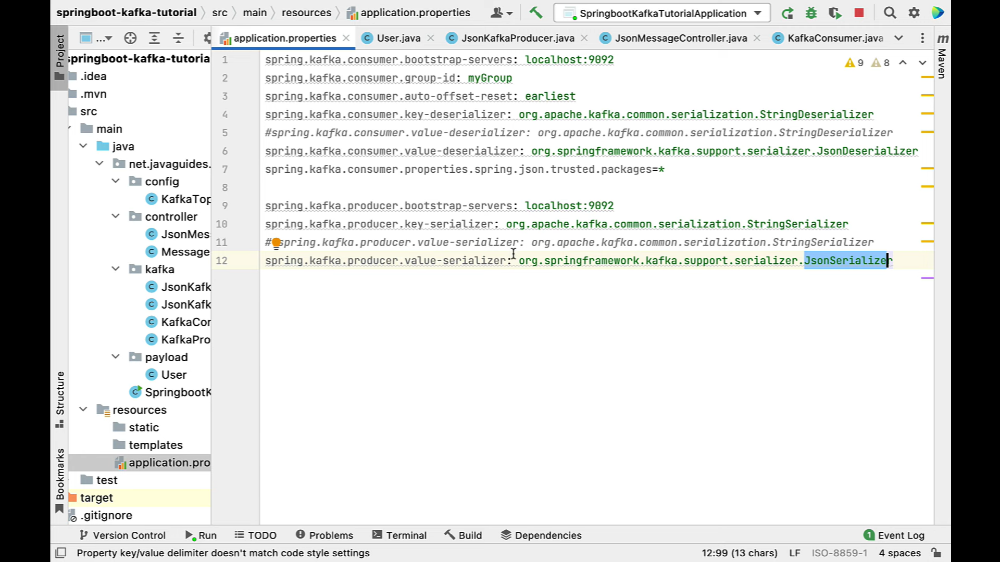 springboot-kafka-tutorial
src
main
resources
application.properties
SpringbootKafkaTutorialApplication
Project
...
application.properties
User.java
JsonKafkaProducer.java
JsonMessageController.java
KafkaConsumer.java
m
Maven
springboot-kafka-tutoria
.idea
.mvn
src
main
java
net.javaguides.
config
KafkaTop
controller
JsonMes
Message
kafka
JsonKafk
JsonKafk
KafkaCor
KafkaPro
payload
User
SpringbootK
resources
static
templates
application.pro
test
target
.gitignore
Structure
Bookmarks
9 8
1 spring.kafka.consumer.bootstrap-servers: localhost:9092
2 spring.kafka.consumer.group-id: myGroup
3 spring.kafka.consumer.auto-offset-reset: earliest
4 spring.kafka.consumer.key-deserializer: org.apache.kafka.common.serialization.StringDeserializer
5 #spring.kafka.consumer.value-deserializer: org.apache.kafka.common.serialization.StringDeserializer
6 spring.kafka.consumer.value-deserializer: org.springframework.kafka.support.serializer.JsonDeserializer
7 spring.kafka.consumer.properties.spring.json.trusted.packages=*
8
9 spring.kafka.producer.bootstrap-servers: localhost:9092
10 spring.kafka.producer.key-serializer: org.apache.kafka.common.serialization.StringSerializer
11 # spring.kafka.producer.value-serializer: org.apache.kafka.common.serialization.StringSerializer
12 spring.kafka.producer.value-serializer: org.springframework.kafka.support.serializer.JsonSerializer
Version Control
Run
TODO
Problems
Terminal
Build
Dependencies
1 Event Log
Property key/value delimiter doesn't match code style settings
12:99 (13 chars)
LF
ISO-8859-1
4 spaces